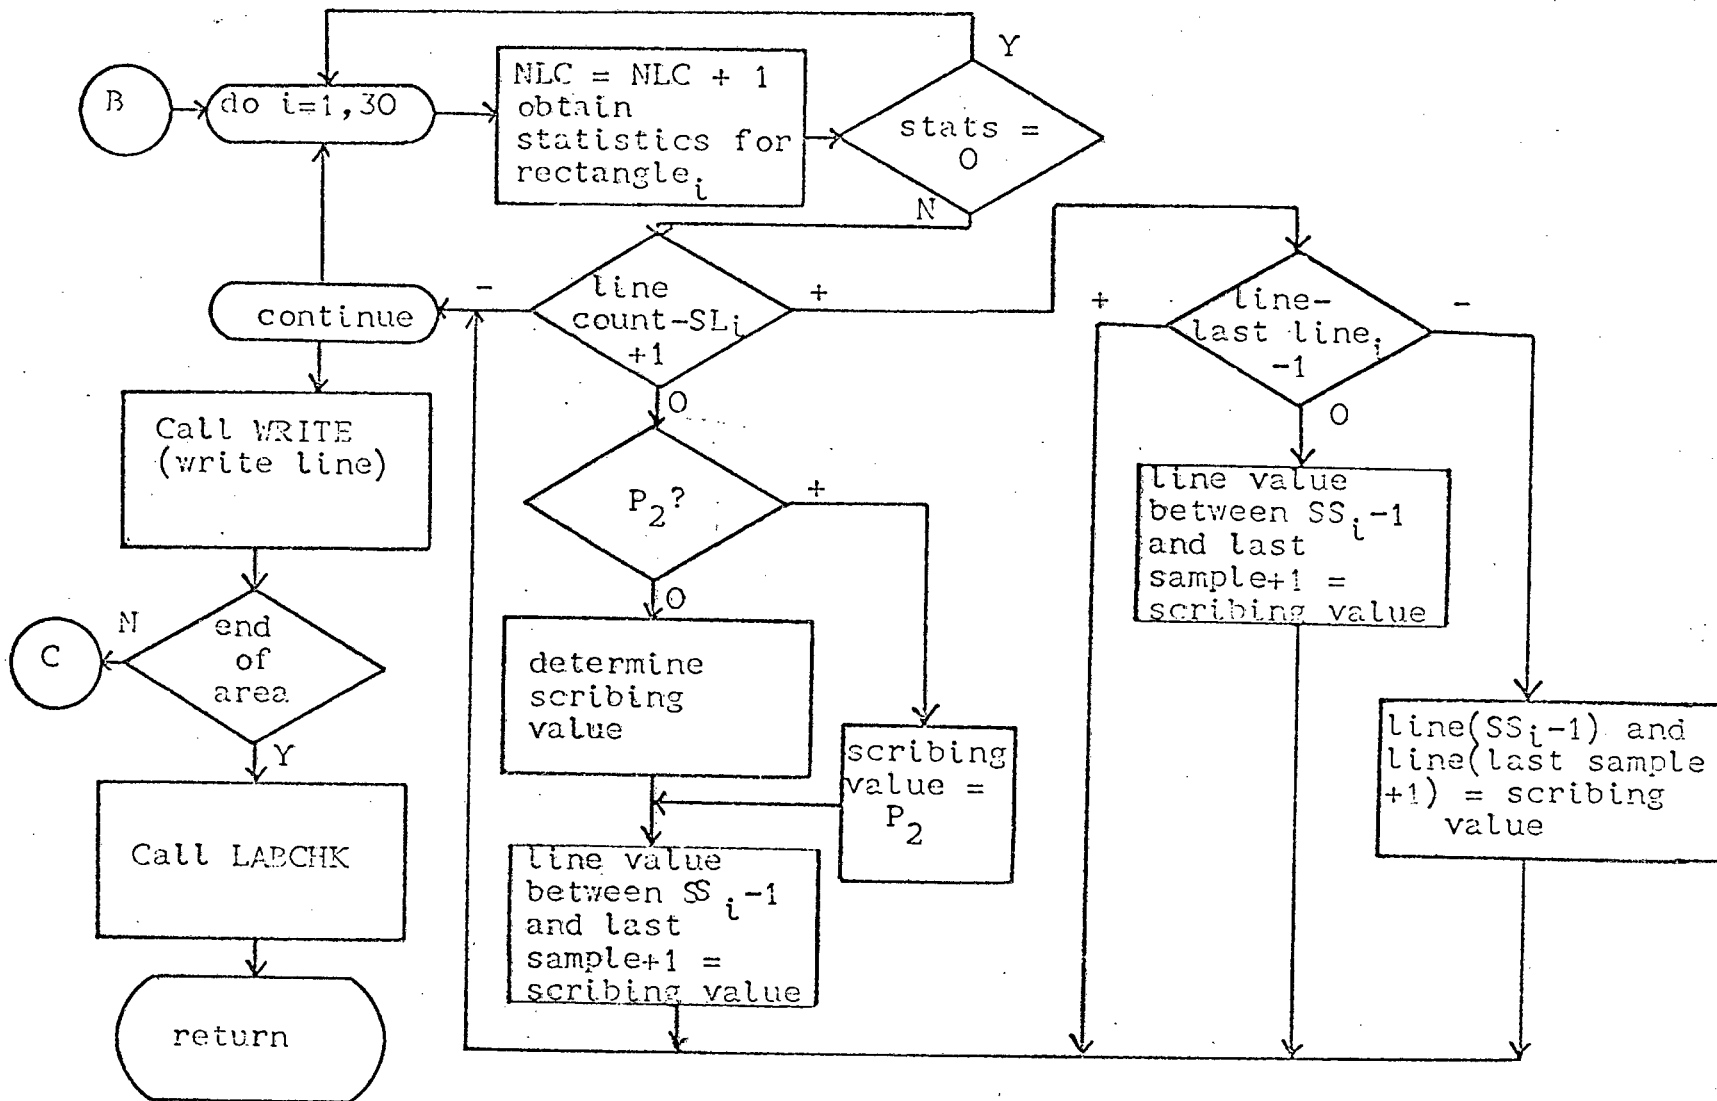 B
do i=1,30
NLC = NLC + 1
obtain
statistics for
rectangle i
Y
stats =
0
N
continue
-
line
count-SL i
+1
+
0
+
line-
last line i
-1
-
0
Call WRITE
(write line)
P2?
+
0
line value
between SS i -1
and last
sample+1 =
scribing value
C
N
end
of
area
Y
determine
scribing
value
scribing
value =
P2
line(SS i -1) and
line(last sample
+1) = scribing
value
Call LABCHK
line value
between SS i -1
and last
sample+1 =
scribing value
return